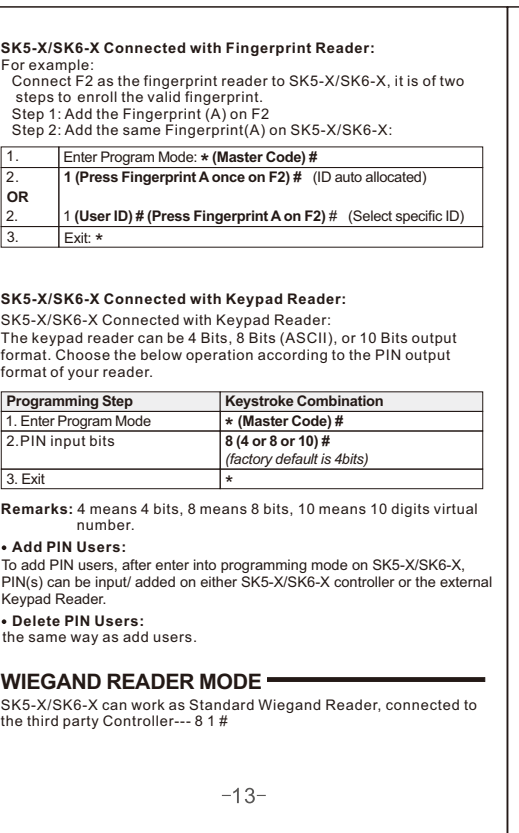 SK5-X/SK6-X Connected with Fingerprint Reader:
For example:
Connect F2 as the fingerprint reader to SK5-X/SK6-X, it is of two
steps to enroll the valid fingerprint.
Step 1: Add the Fingerprint (A) on F2
Step 2: Add the same Fingerprint(A) on SK5-X/SK6-X:
1. Enter Program Mode: * (Master Code) #
2. 1 (Press Fingerprint A once on F2) # (ID auto allocated)
OR
2. 1 (User ID) # (Press Fingerprint A on F2) # (Select specific ID)
3. Exit: *
SK5-X/SK6-X Connected with Keypad Reader:
SK5-X/SK6-X Connected with Keypad Reader:
The keypad reader can be 4 Bits, 8 Bits (ASCII), or 10 Bits output
format. Choose the below operation according to the PIN output
format of your reader.
Programming Step Keystroke Combination
1. Enter Program Mode * (Master Code) #
2.PIN input bits 8 (4 or 8 or 10) #
(factory default is 4bits)
3. Exit *
Remarks: 4 means 4 bits, 8 means 8 bits, 10 means 10 digits virtual
number.
• Add PIN Users:
To add PIN users, after enter into programming mode on SK5-X/SK6-X,
PIN(s) can be input/ added on either SK5-X/SK6-X controller or the external
Keypad Reader.
• Delete PIN Users:
the same way as add users.
WIEGAND READER MODE
SK5-X/SK6-X can work as Standard Wiegand Reader, connected to
the third party Controller--- 8 1 #
-13-